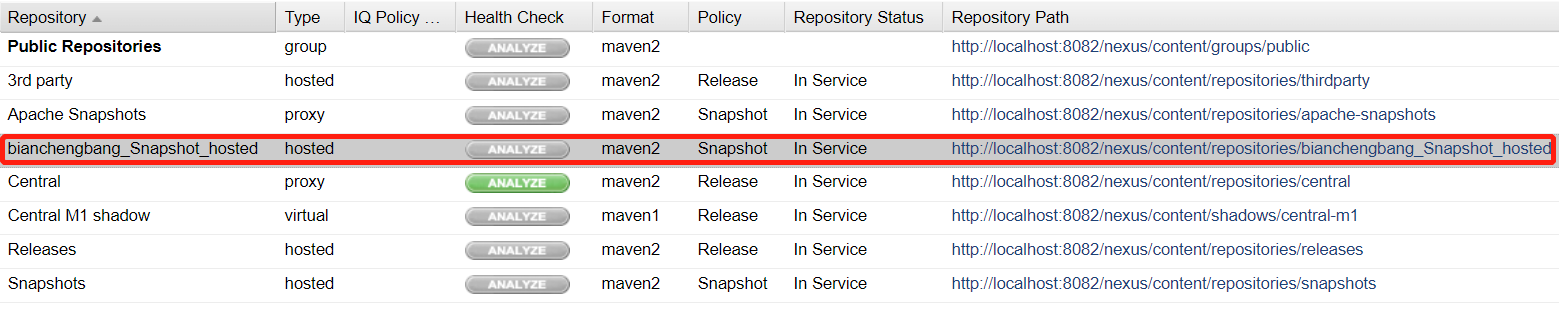 Repository Type IQ Policy ... Health Check Format Policy Repository Status Repository Path
Public Repositories group ANALYZE maven2 http://localhost:8082/nexus/content/groups/public
3rd party hosted ANALYZE maven2 Release In Service http://localhost:8082/nexus/content/repositories/thirdparty
Apache Snapshots proxy ANALYZE maven2 Snapshot In Service http://localhost:8082/nexus/content/repositories/apache-snapshots
bianchengbang_Snapshot_hosted hosted ANALYZE maven2 Snapshot In Service http://localhost:8082/nexus/content/repositories/bianchengbang_Snapshot_hosted
Central proxy ANALYZE maven2 Release In Service http://localhost:8082/nexus/content/repositories/central
Central M1 shadow virtual ANALYZE maven1 Release In Service http://localhost:8082/nexus/content/shadows/central-m1
Releases hosted ANALYZE maven2 Release In Service http://localhost:8082/nexus/content/repositories/releases
Snapshots hosted ANALYZE maven2 Snapshot In Service http://localhost:8082/nexus/content/repositories/snapshots